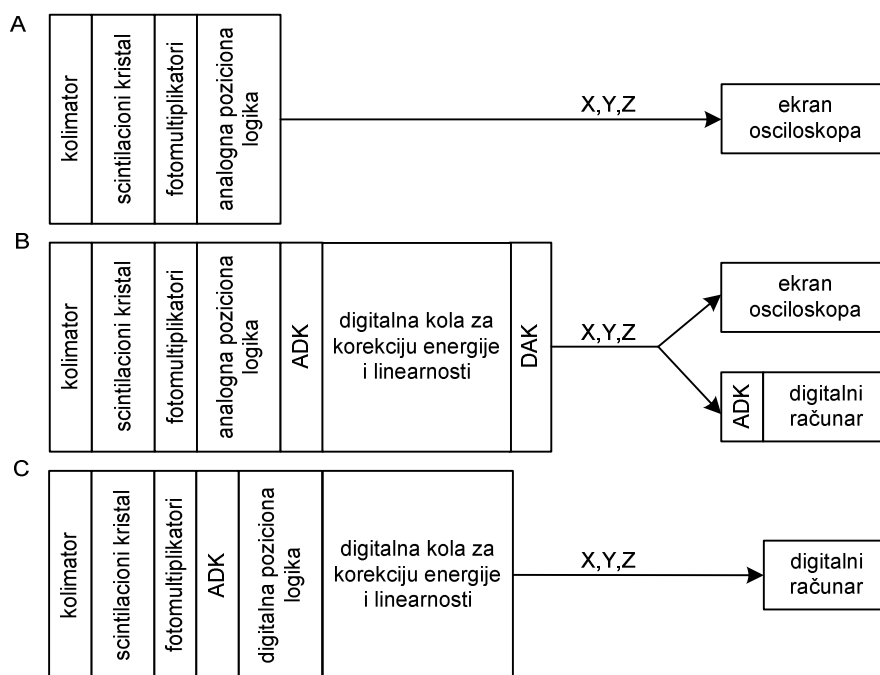 A
kolimator
scintilacioni kristal
fotomultiplikatori
analogna poziciona
logika
X,Y,Z
ekran
osciloskopa
B
kolimator
scintilacioni kristal
fotomultiplikatori
analogna poziciona
logika
ADK
digitalna kola za
korekciju energije
i linearnosti
DAK
X,Y,Z
ekran
osciloskopa
ADK
digitalni
računar
C
kolimator
scintilacioni kristal
fotomultiplikatori
ADK
digitalna poziciona
logika
digitalna kola za
korekciju energije
i linearnosti
X,Y,Z
digitalni
računar